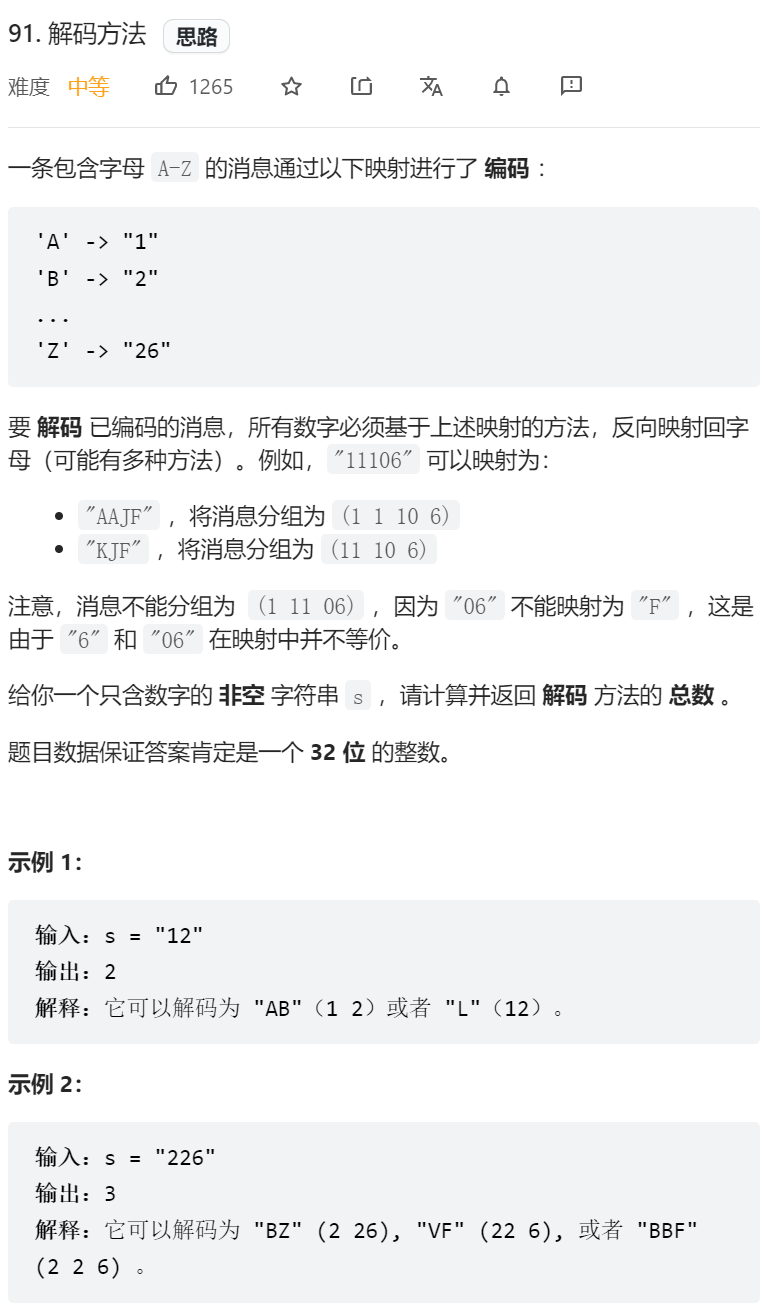 91. 解码方法 思路
难度 中等 1265
一条包含字母 A-Z 的消息通过以下映射进行了 编码 ：
'A' -> "1"
'B' -> "2"
...
'Z' -> "26"
要 解码 已编码的消息，所有数字必须基于上述映射的方法，反向映射回字
母（可能有多种方法）。例如，"11106" 可以映射为：
• "AAJF" ，将消息分组为 (1 1 10 6)
• "KJF" ，将消息分组为 (11 10 6)
注意，消息不能分组为 (1 11 06) ，因为 "06" 不能映射为 "F" ，这是
由于 "6" 和 "06" 在映射中并不等价。
给你一个只含数字的 非空 字符串 s ，请计算并返回 解码 方法的 总数 。
题目数据保证答案肯定是一个 32 位 的整数。
示例 1：
输入：s = "12"
输出：2
解释：它可以解码为 "AB"（1 2）或者 "L"（12）。
示例 2：
输入：s = "226"
输出：3
解释：它可以解码为 "BZ" (2 26), "VF" (22 6), 或者 "BBF"
(2 2 6) 。